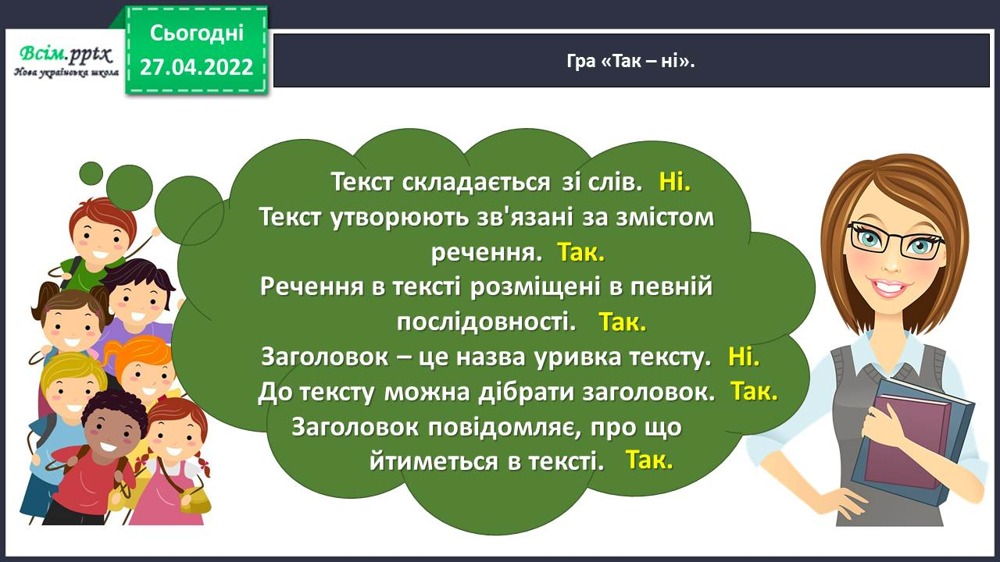 Всім.pptx
Нова українська школа
Сьогодні
27.04.2022
Гра «Так – ні».
Текст складається зі слів. Ні.
Текст утворюють зв'язані за змістом
речення. Так.
Речення в тексті розміщені в певній
послідовності. Так.
Заголовок – це назва уривка тексту. Ні.
До тексту можна дібрати заголовок. Так.
Заголовок повідомляє, про що
йтиметься в тексті. Так.